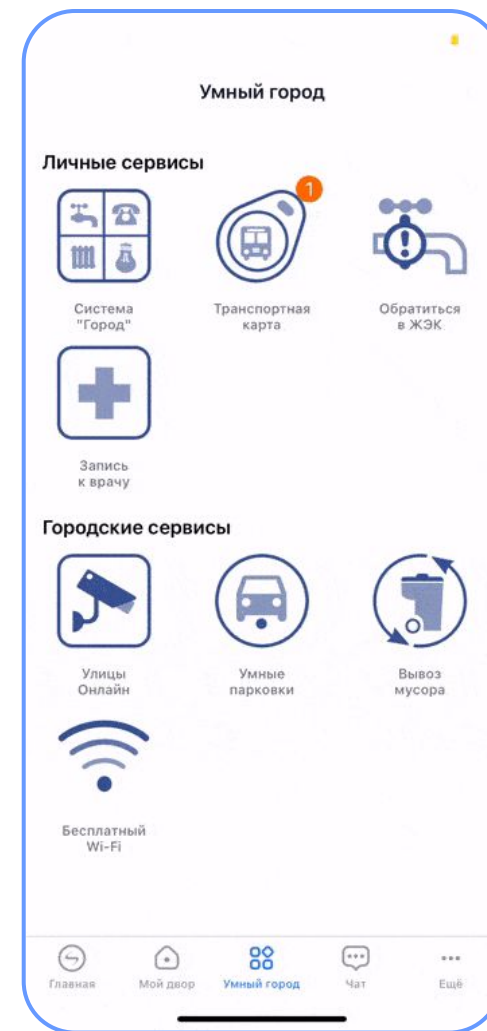 Умный город
Личные сервисы
1
Система
"Город"
Транспортная
карта
Обратиться
в ЖЭК
Запись
к врачу
Городские сервисы
Улицы
Онлайн
Умные
парковки
Вывоз
мусора
Бесплатный
Wi-Fi
Главная
Мой двор
Умный город
Чат
Ещё